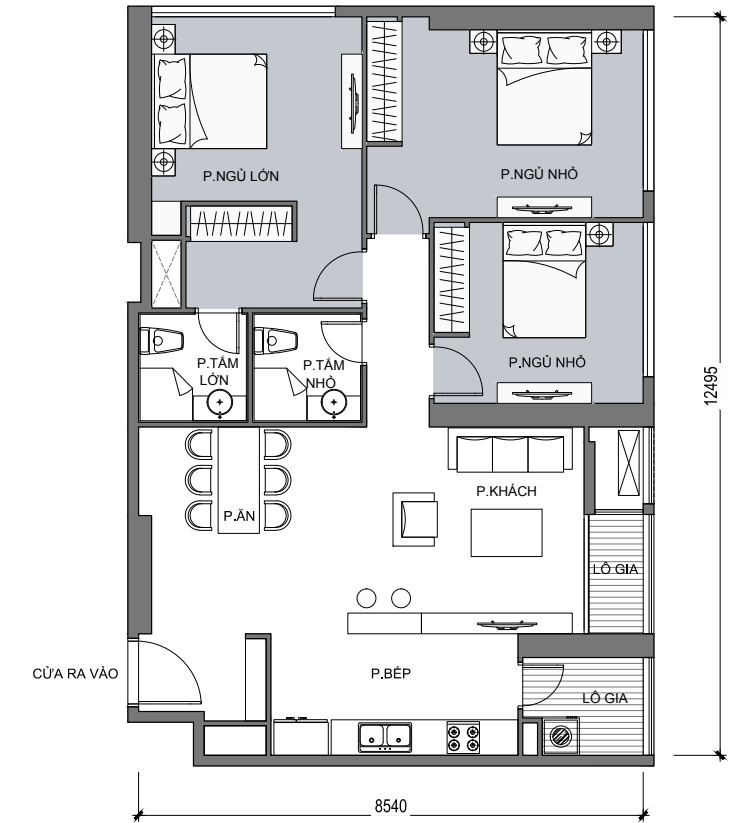 P.NGỦ LỚN
P.NGỦ NHỎ
P.NGỦ NHỎ
P.TẮM
LỚN
P.TẮM
NHỎ
12495
P.KHÁCH
P.ĂN
LÔ GIA
CỬA RA VÀO
P.BẾP
LÔ GIA
8540